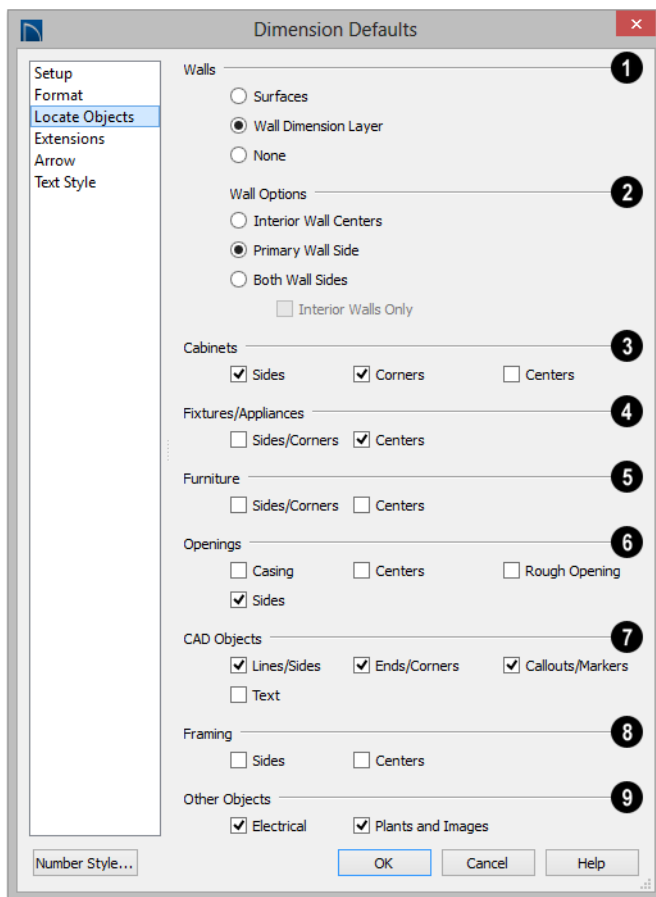 Dimension Defaults
Setup
Format
Locate Objects
Extensions
Arrow
Text Style
Walls
1
Surfaces
Wall Dimension Layer
None
Wall Options
2
Interior Wall Centers
Primary Wall Side
Both Wall Sides
Interior Walls Only
Cabinets
3
Sides Corners Centers
Fixtures/Appliances
4
Sides/Corners Centers
Furniture
5
Sides/Corners Centers
Openings
6
Casing Centers Rough Opening
Sides
CAD Objects
7
Lines/Sides Ends/Corners Callouts/Markers
Text
Framing
8
Sides Centers
Other Objects
9
Electrical Plants and Images
Number Style... OK Cancel Help